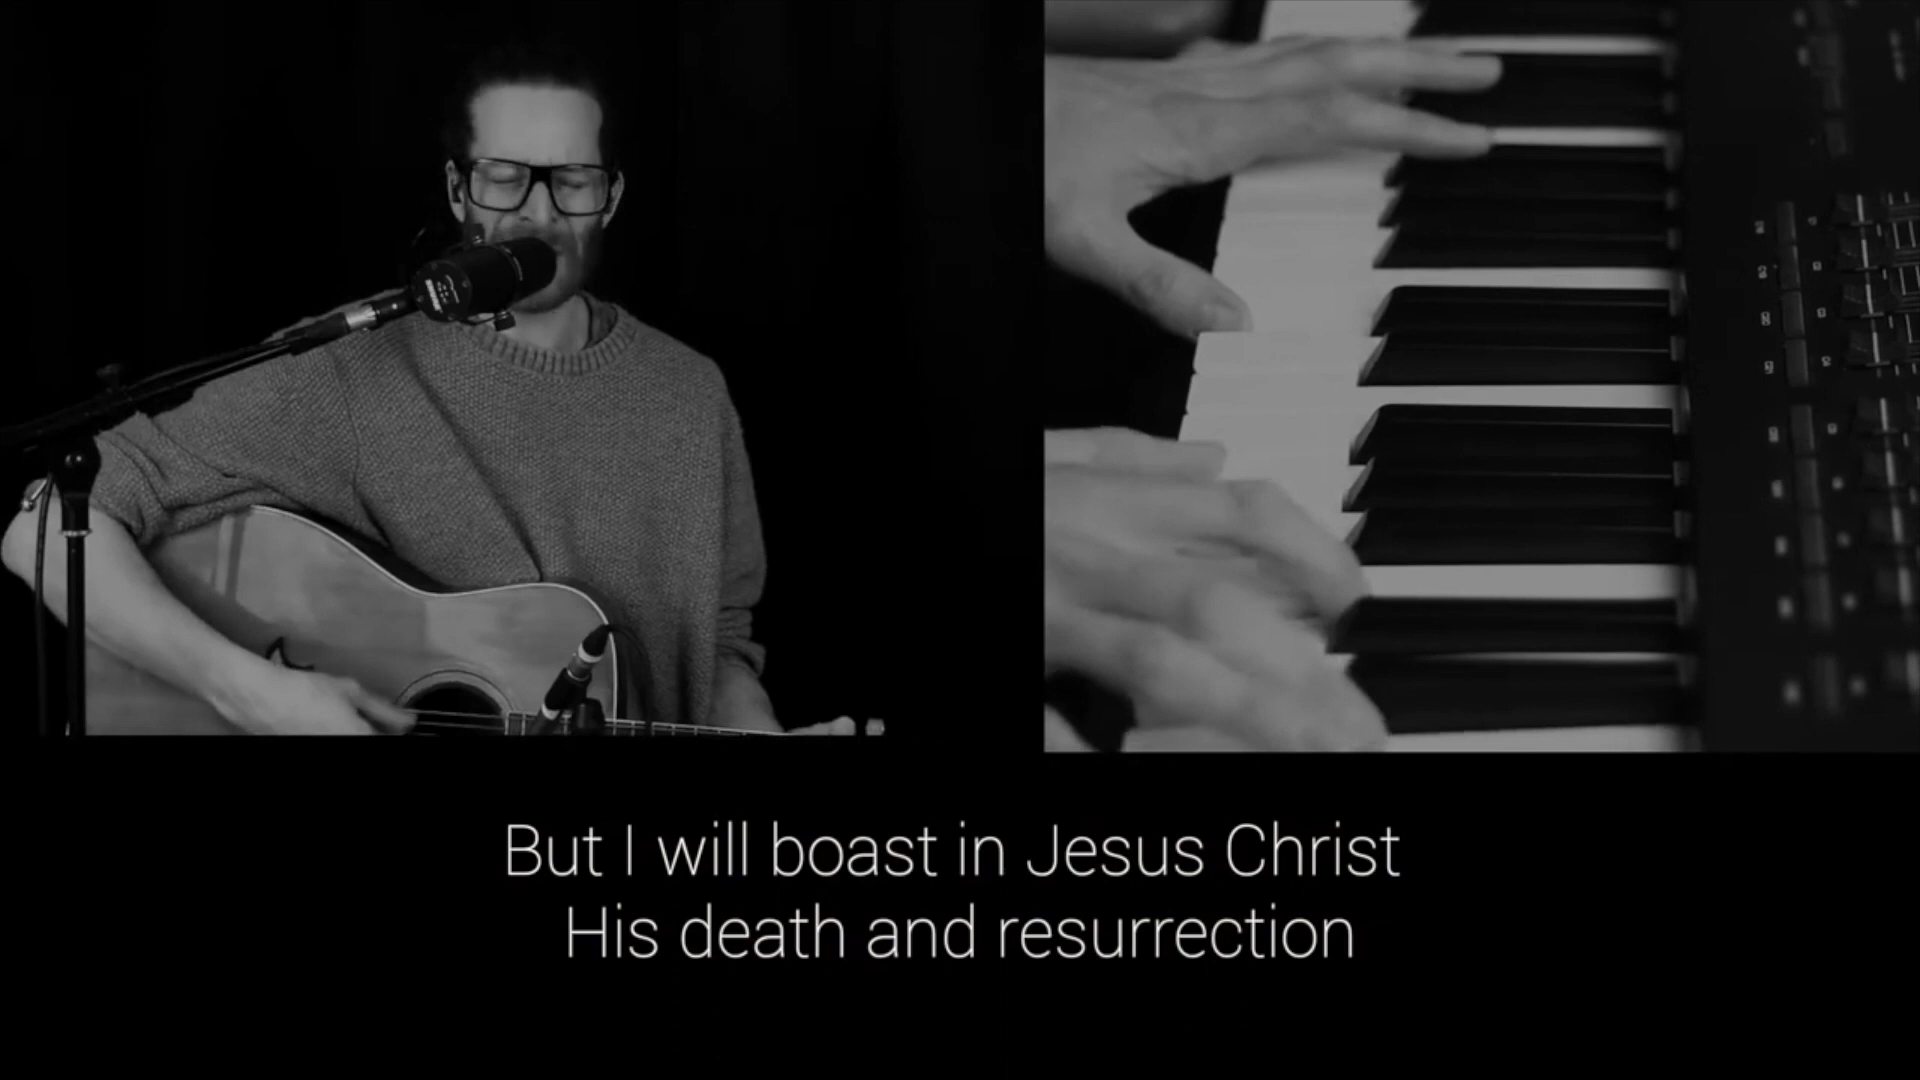 But I will boast in Jesus Christ
His death and resurrection